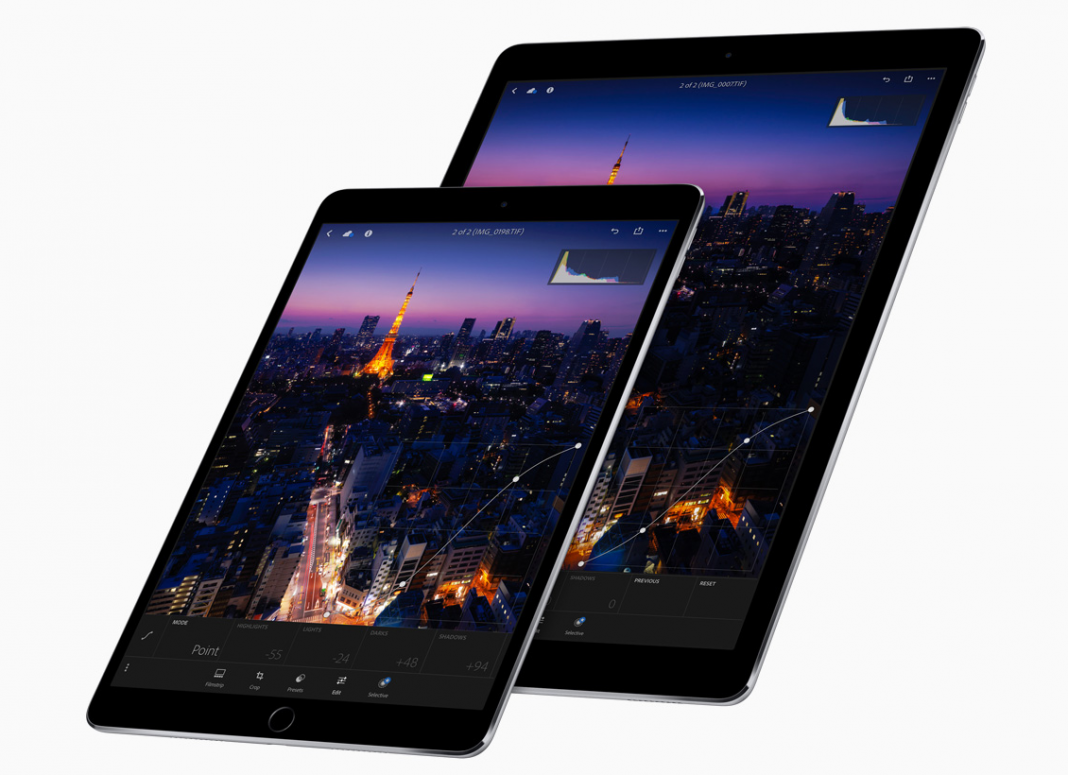 2 of 2 (IMG_0007.TIF)
2 of 2 (IMG_0198.TIF)
SHADOWS
PREVIOUS
RESET
0
Selective
MODE
HIGHLIGHTS
LIGHTS
DARKS
SHADOWS
Point
-55
-24
+48
+94
Filmstrip
Crop
Presets
Edit
Selective